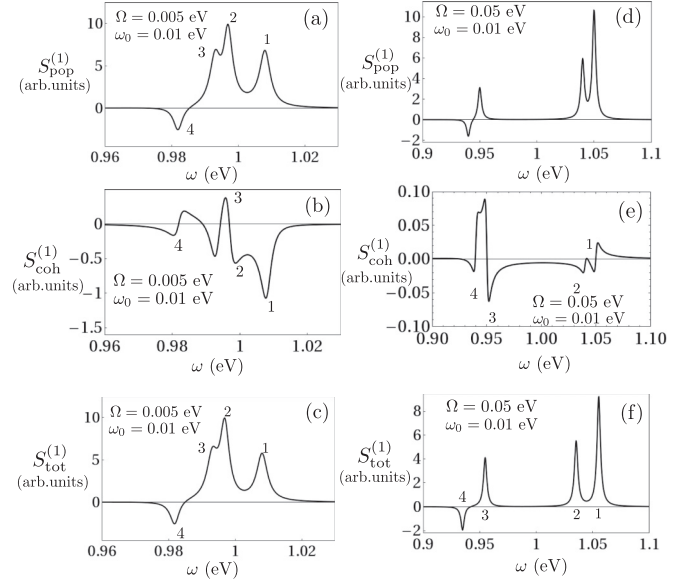 (a)
Ω = 0.005 eV
ω₀ = 0.01 eV
S_pop^(1)
(arb.units)
10
5
0
3
2
1
4
0.96
0.98
1
1.02
ω (eV)
(b)
Ω = 0.005 eV
ω₀ = 0.01 eV
S_coh^(1)
(arb.units)
0
-0.5
-1
-1.5
4
3
2
1
0.96
0.98
1
1.02
ω (eV)
(c)
Ω = 0.005 eV
ω₀ = 0.01 eV
S_tot^(1)
(arb.units)
10
5
0
3
2
1
4
0.96
0.98
1
1.02
ω (eV)
(d)
Ω = 0.05 eV
ω₀ = 0.01 eV
S_pop^(1)
(arb.units)
10
8
6
4
2
0
−2
0.9
0.95
1
1.05
1.1
ω (eV)
(e)
Ω = 0.05 eV
ω₀ = 0.01 eV
S_coh^(1)
(arb.units)
0.10
0.05
0.00
−0.05
−0.10
4
3
2
1
0.90
0.95
1.00
1.05
1.10
ω (eV)
(f)
Ω = 0.05 eV
ω₀ = 0.01 eV
S_tot^(1)
(arb.units)
8
6
4
2
0
−2
4
3
2
1
0.9
0.95
1
1.05
1.1
ω (eV)